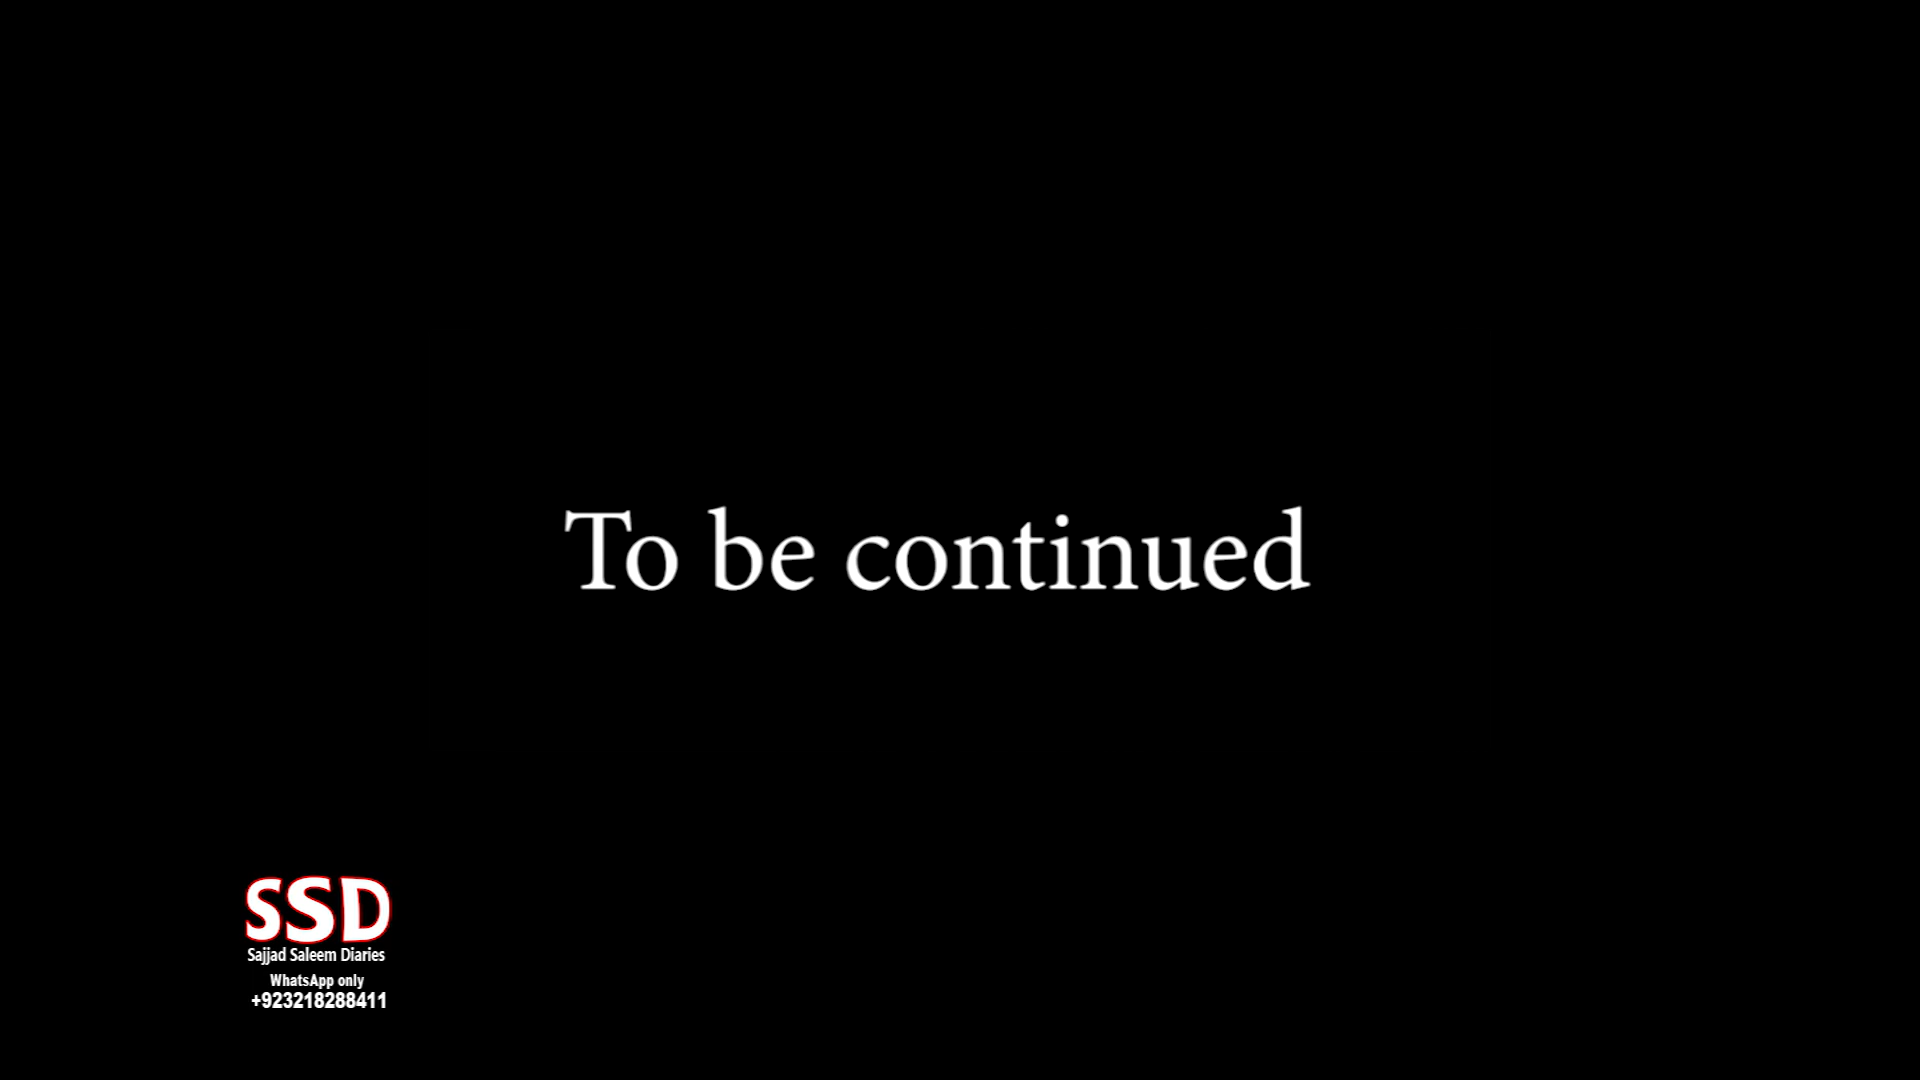 To be continued
SSD
Sajjad Saleem Diaries
WhatsApp only
+923218288411